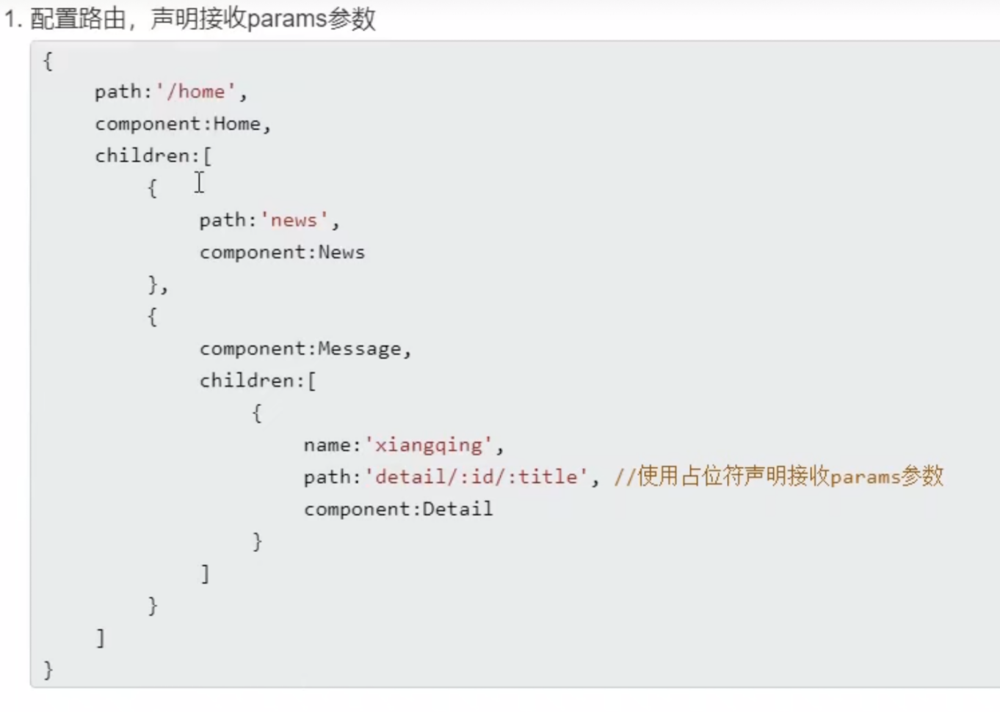 1. 配置路由，声明接收params参数
{
path:'/home',
component:Home,
children:[
{
path:'news',
component:News
},
{
component:Message,
children:[
{
name:'xiangqing',
path:'detail/:id/:title', //使用占位符声明接收params参数
component:Detail
}
]
}
]
}